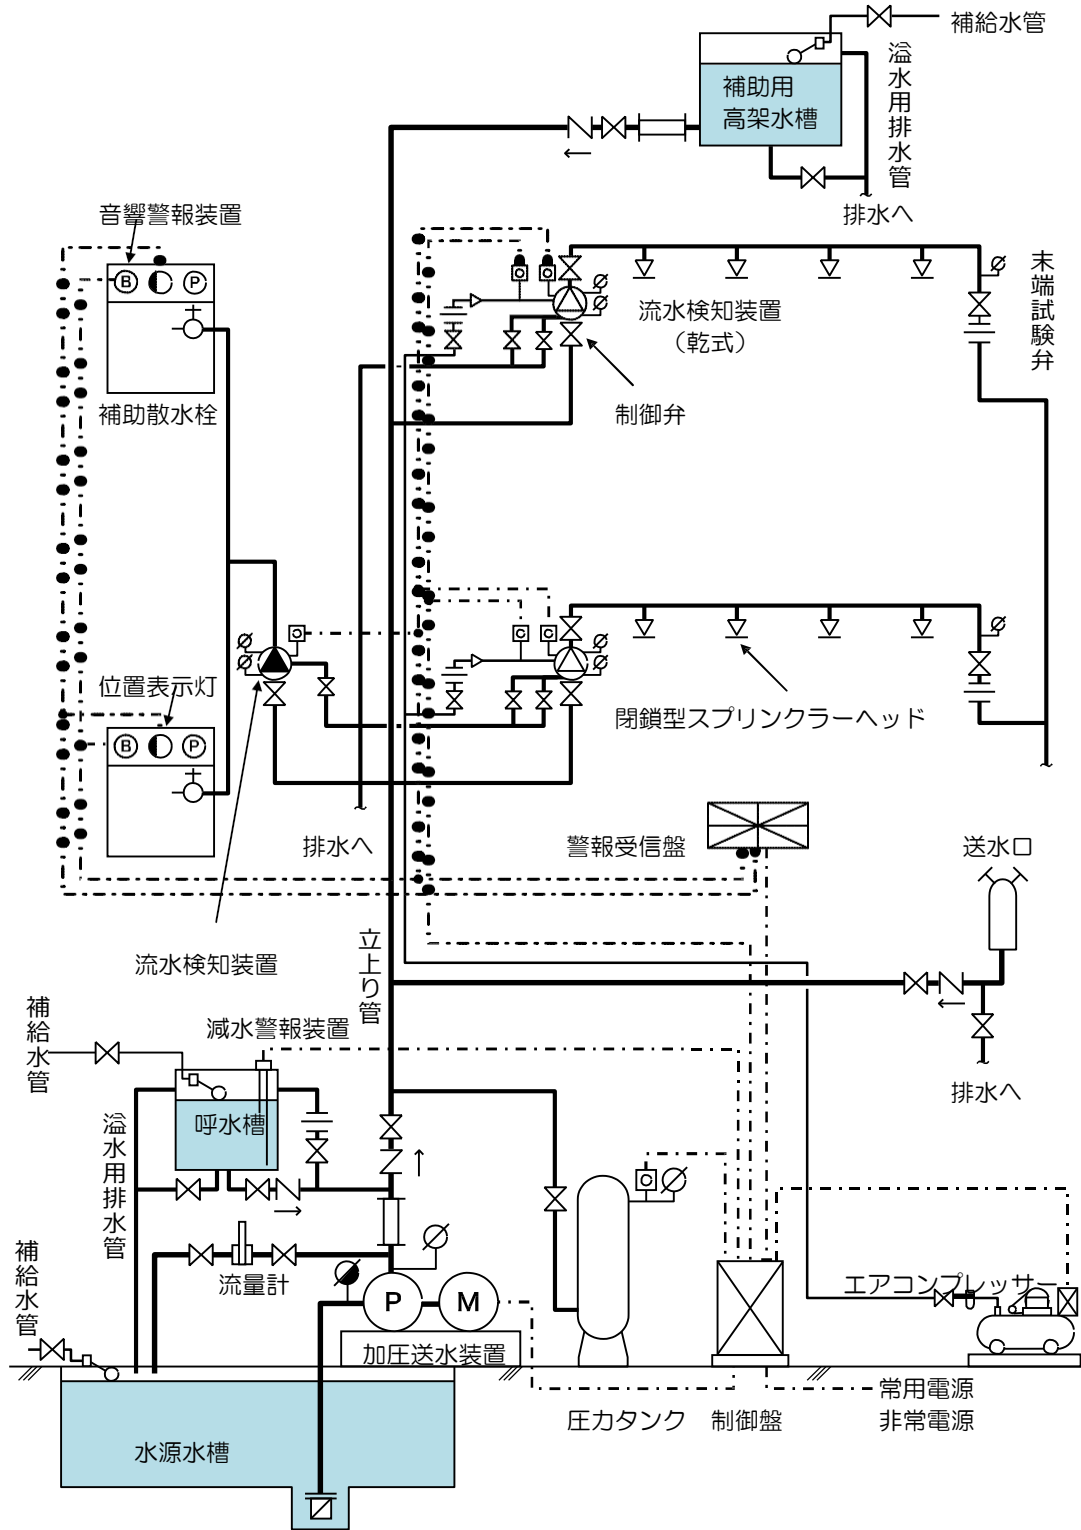 補給水管
溢水用排水管
補助用
高架水槽
排水へ
音響警報装置
B
P
補助散水栓
流水検知装置
（乾式）
制御弁
末端試験弁
位置表示灯
B
P
閉鎖型スプリンクラーヘッド
排水へ
警報受信盤
送水口
流水検知装置
立上り管
補給水管
減水警報装置
呼水槽
溢水用排水管
排水へ
補給水管
流量計
P
M
加圧送水装置
エアコンプレッサー
圧力タンク
制御盤
常用電源
非常電源
水源水槽